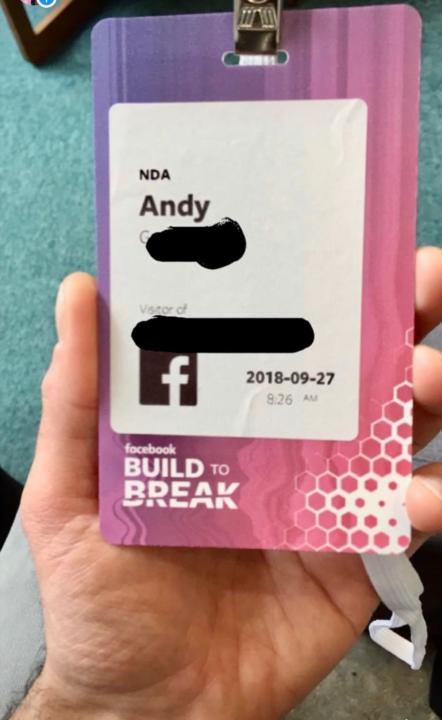 NDA
Andy
G
Visitor of
f
2018-09-27
8:26 AM
facebook
BUILD TO
BREAK